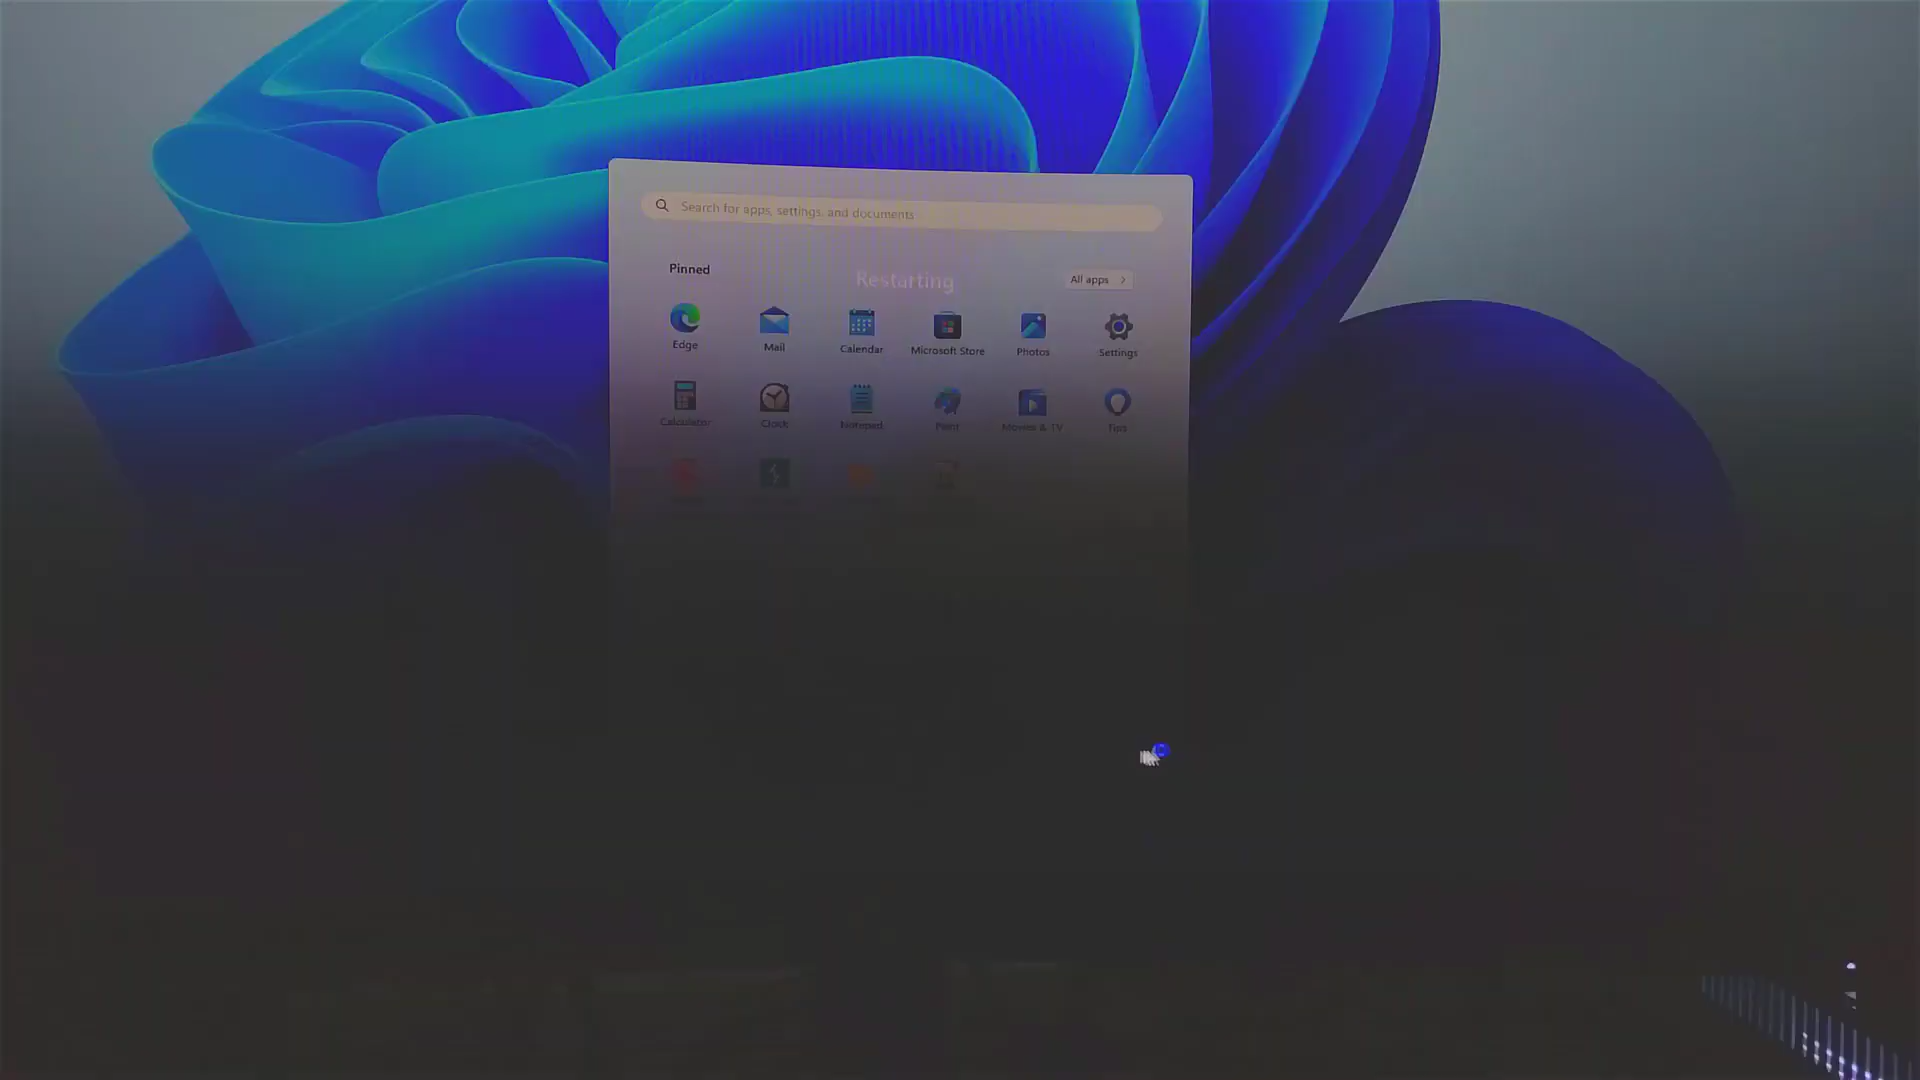 Search for apps, settings, and documents
Pinned
Restarting
All apps
Edge
Mail
Calendar
Microsoft Store
Photos
Settings
Calculator
Clock
Notepad
Paint
Movies & TV
Tips